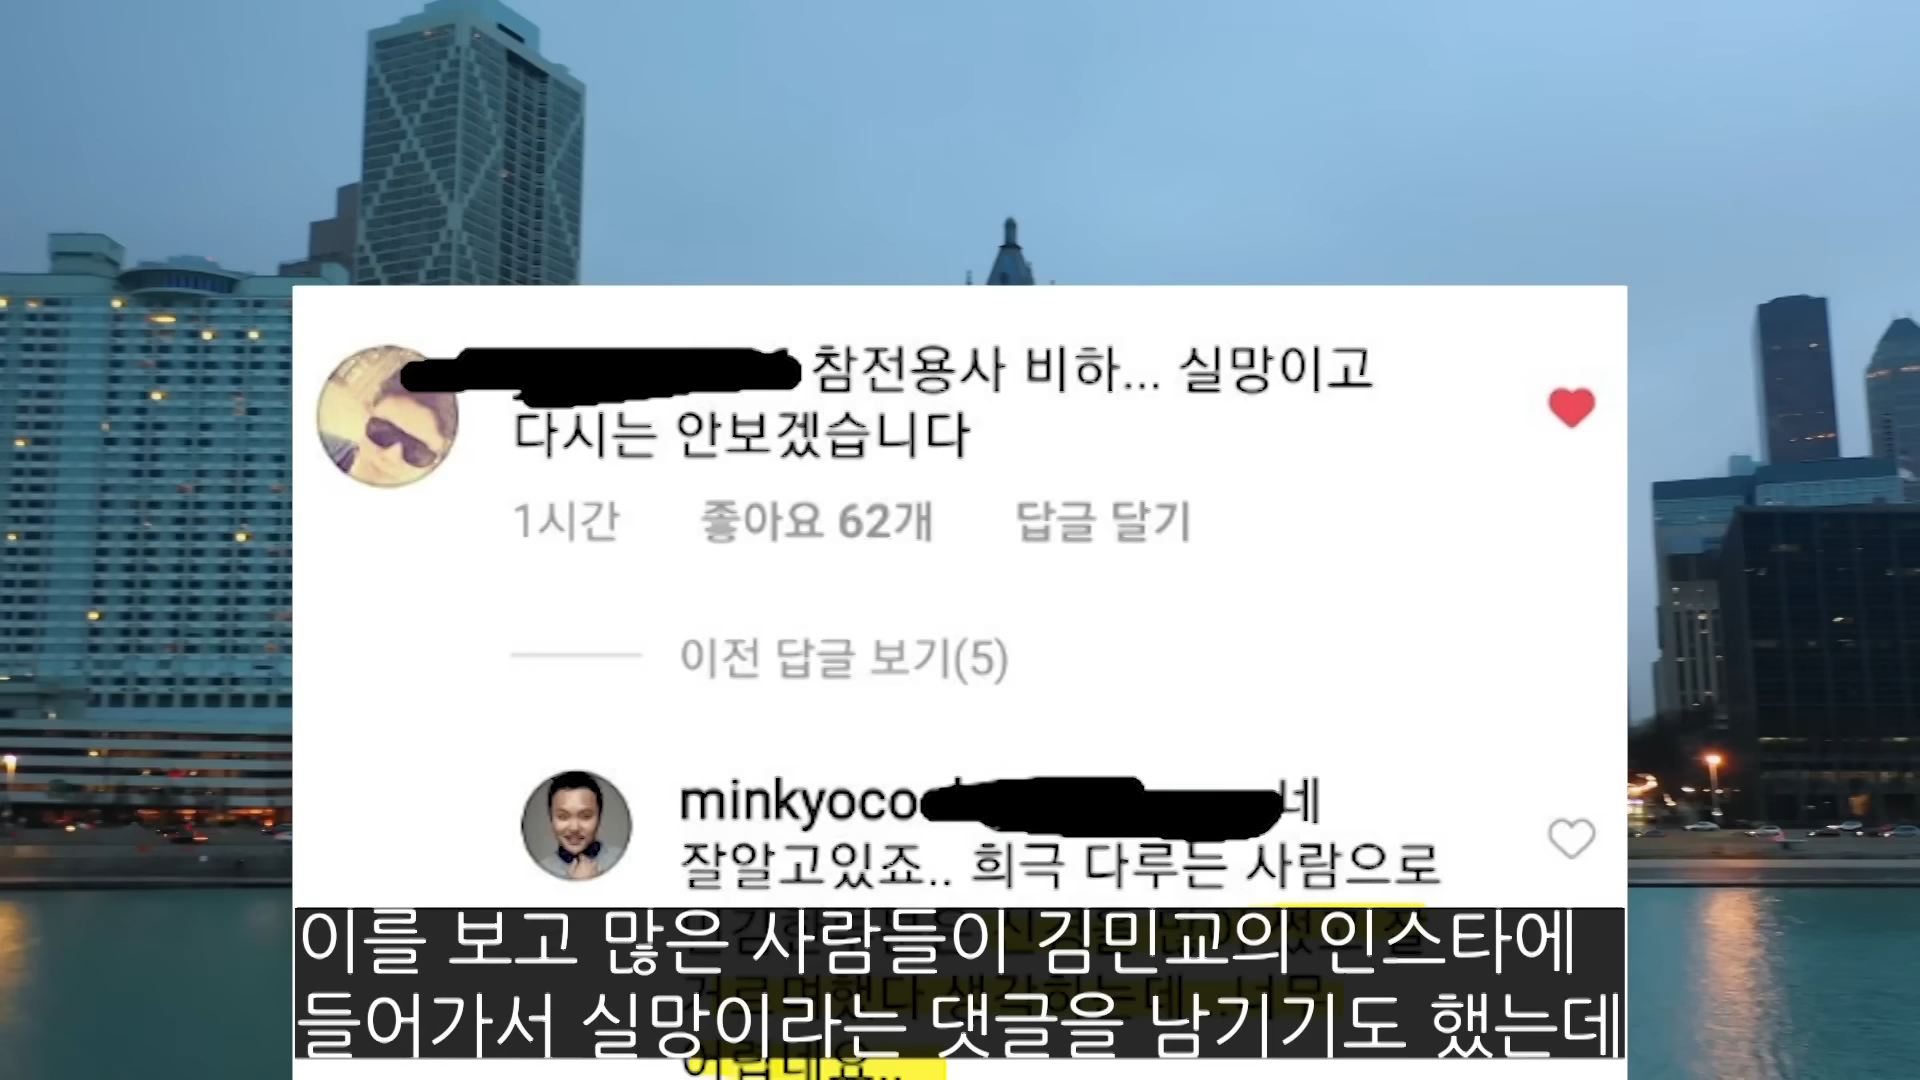 참전용사 비하... 실망이고
다시는 안보겠습니다
1시간 좋아요 62개 답글 달기
이전 답글 보기(5)
minkyoco 네
잘알고있죠.. 희극 다루는 사람으로
이를 보고 많은 사람들이 김민교의 인스타에
들어가서 실망이라는 댓글을 남기기도 했는데
어렵네요..